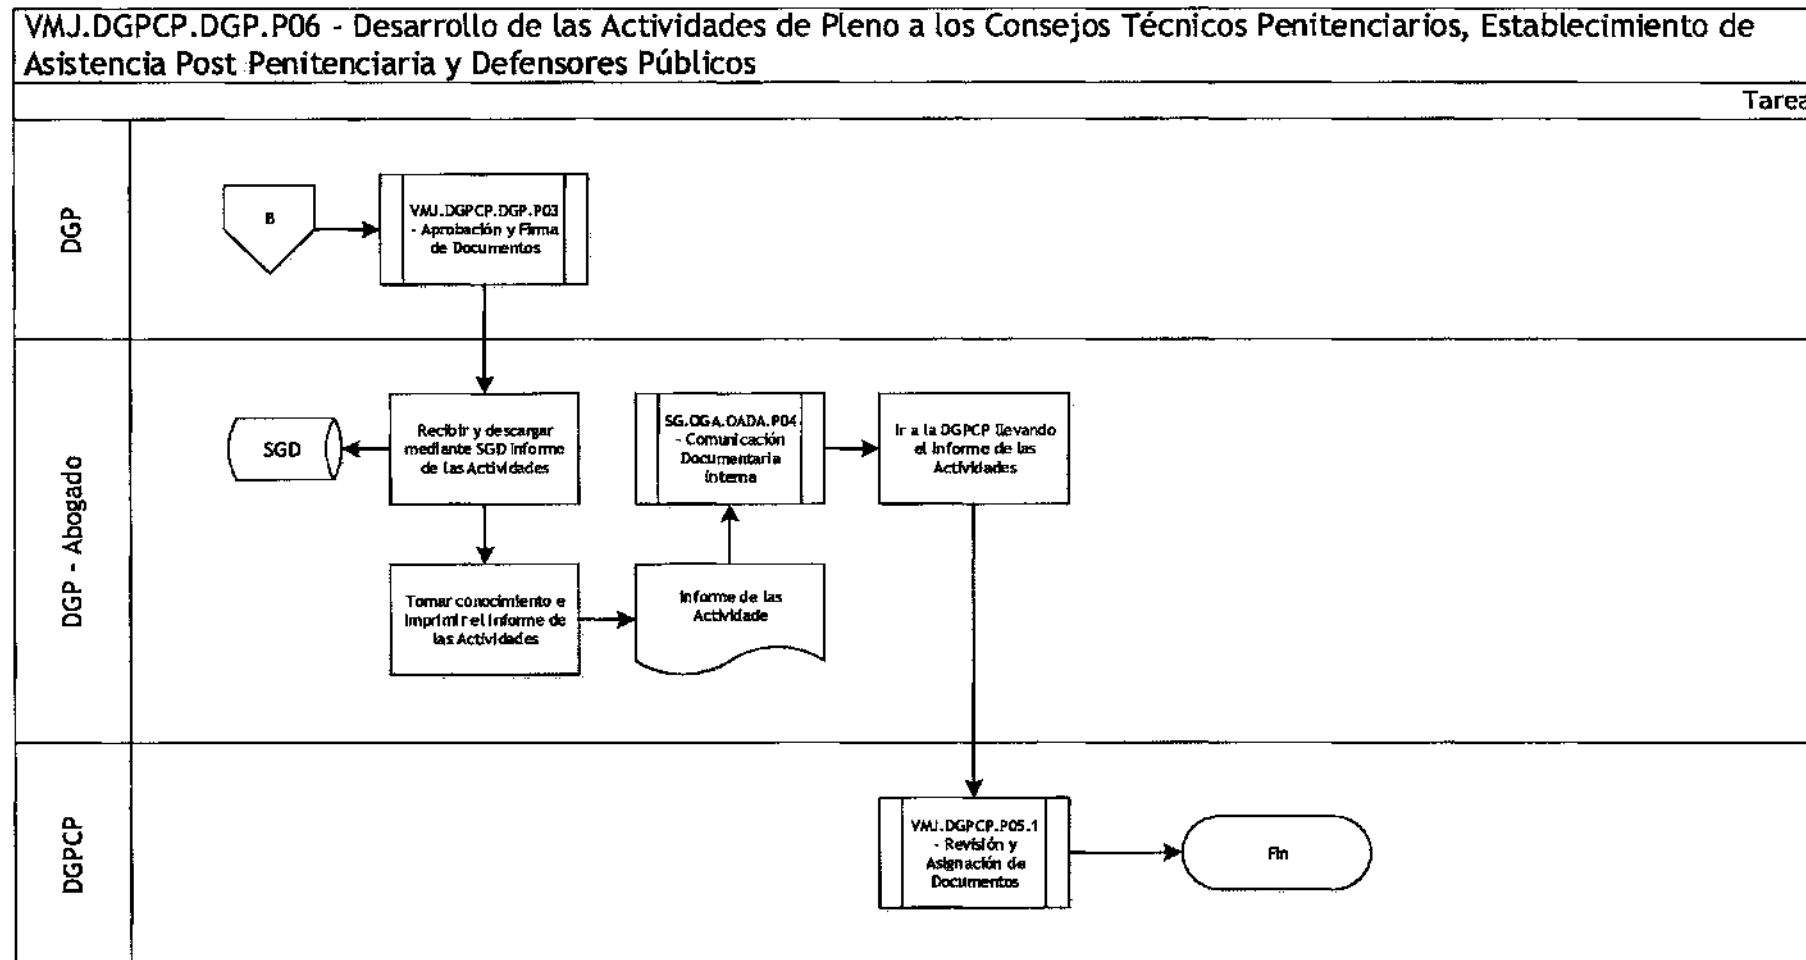 VMJ.DGPCP.DGP.P06 - Desarrollo de las Actividades de Pleno a los Consejos Técnicos Penitenciarios, Establecimiento de
Asistencia Post Penitenciaria y Defensores Públicos
Tarea
DGP
B
VMJ.DGPCP.DGP.P03
- Aprobación y Firma
de Documentos
DGP - Abogado
SGD
Recibir y descargar
mediante SGD Informe
de las Actividades
SG.OGA.OADA.P04
- Comunicación
Documentaria
Interna
Ir a la DGPCP llevando
el Informe de las
Actividades
Tomar conocimiento e
Imprimir el Informe de
las Actividades
Informe de las
Actividade
DGPCP
VMJ.DGPCP.P05.1
- Revisión y
Asignación de
Documentos
Fin